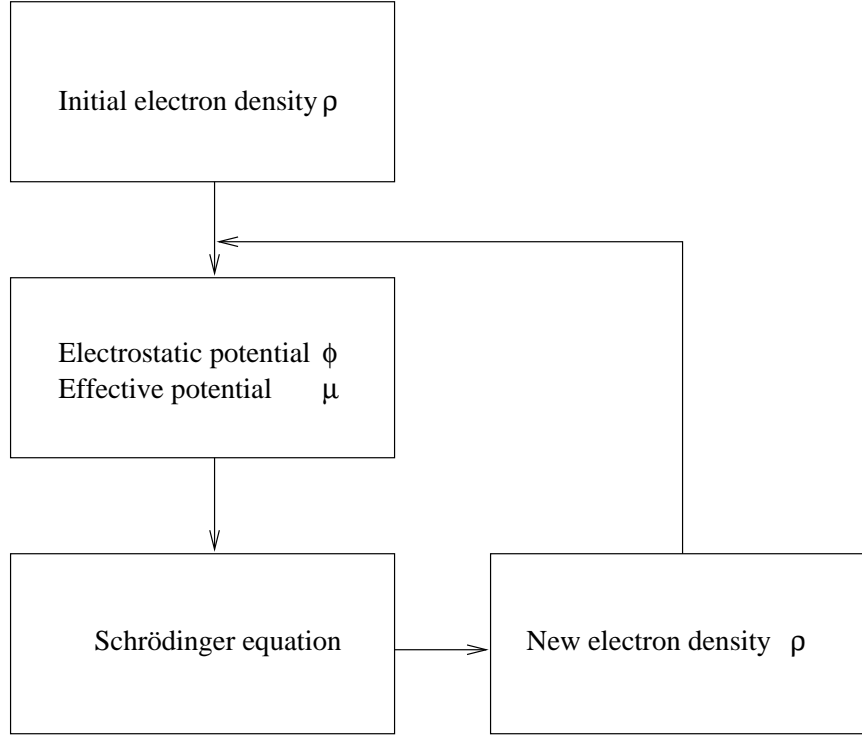 Initial electron density ρ
Electrostatic potential ϕ
Effective potential μ
Schrödinger equation
New electron density ρ